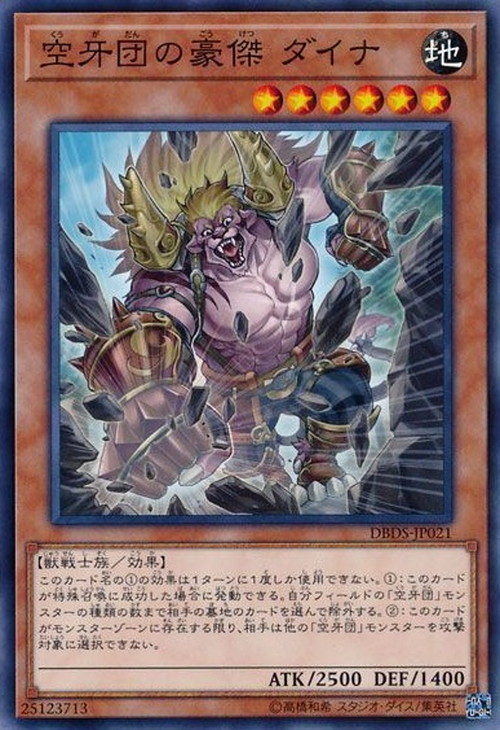 空牙団の豪傑 ダイナ
地
DBDS-JP021
【獣戦士族/効果】
このカード名の①の効果は1ターンに1度しか使用できない。①:このカード
が特殊召喚に成功した場合に発動できる。自分フィールドの「空牙団」モン
スターの種類の数まで相手の墓地のカードを選んで除外する。②:このカード
がモンスターゾーンに存在する限り、相手は他の「空牙団」モンスターを攻撃
対象に選択できない。
ATK/2500 DEF/1400
25123713
©高橋和希 スタジオ・ダイス/集英社